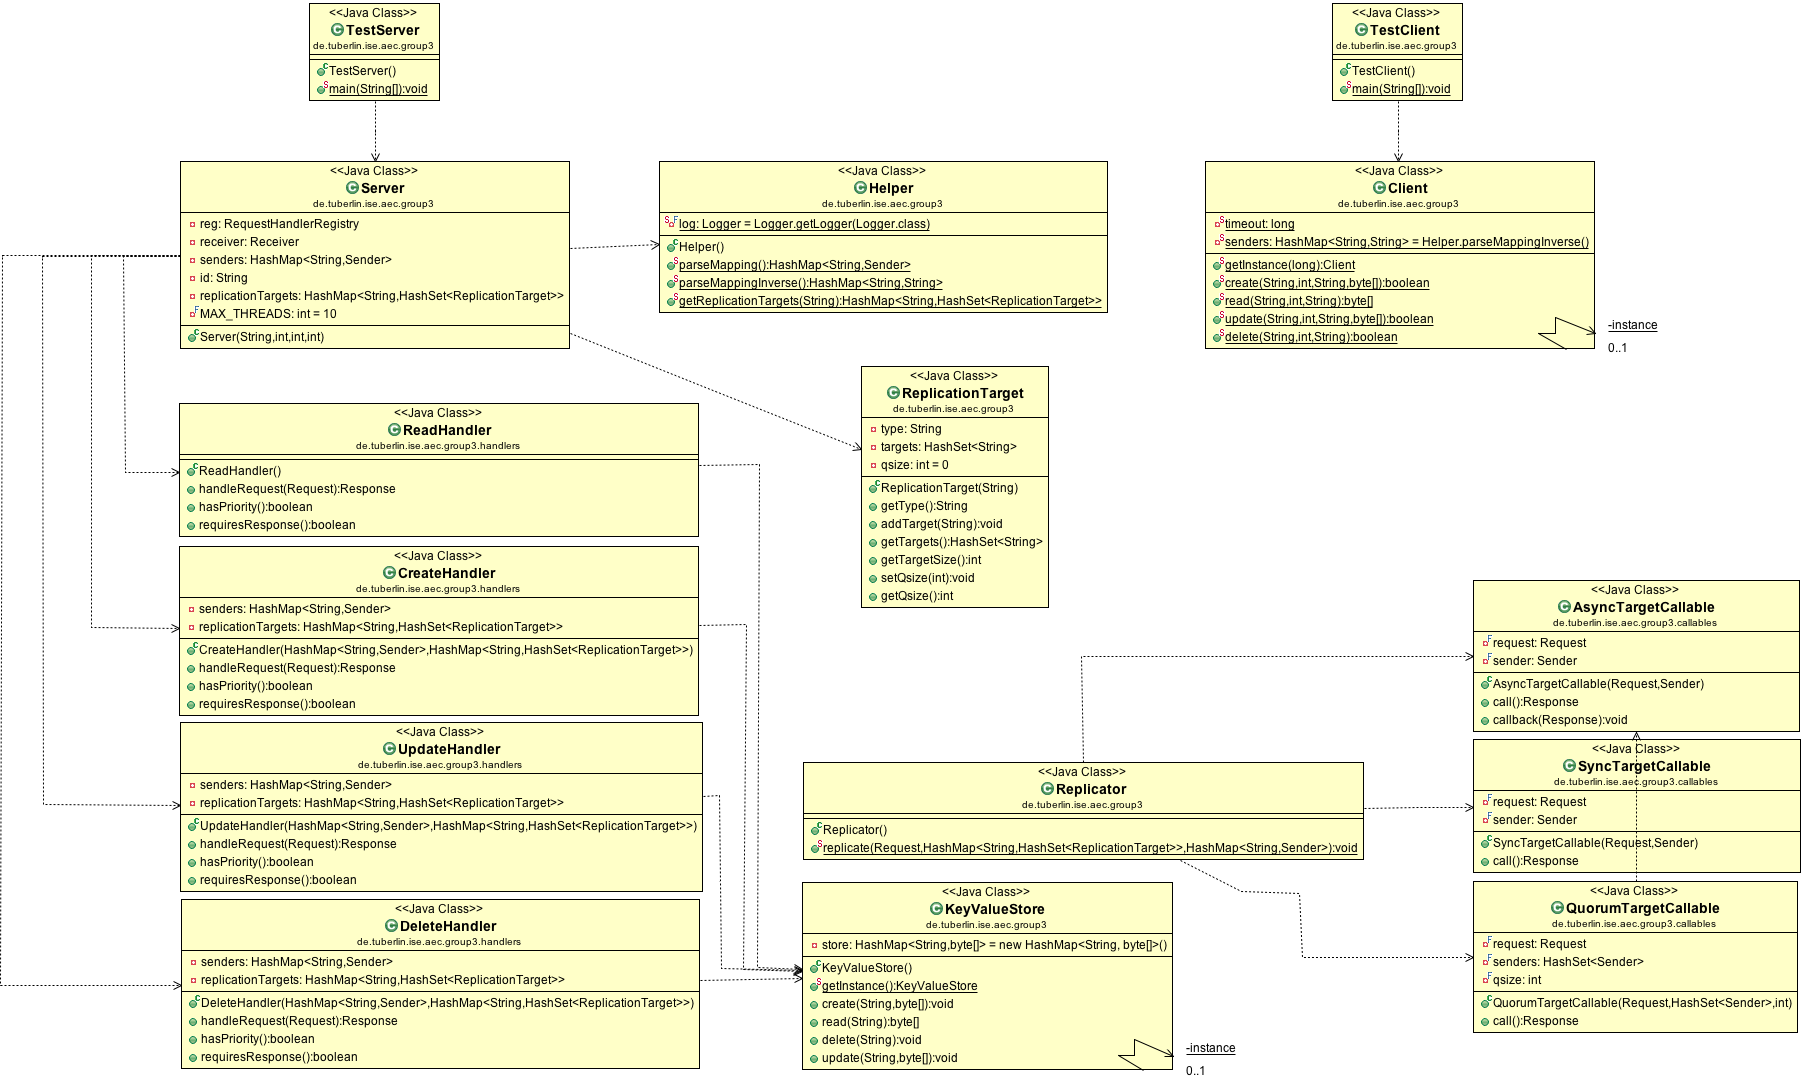 <<Java Class>>
TestServer
de.tuberlin.ise.aec.group3
TestServer()
main(String[]):void
<<Java Class>>
TestClient
de.tuberlin.ise.aec.group3
TestClient()
main(String[]):void
<<Java Class>>
Server
de.tuberlin.ise.aec.group3
reg: RequestHandlerRegistry
receiver: Receiver
senders: HashMap<String,Sender>
id: String
replicationTargets: HashMap<String,HashSet<ReplicationTarget>>
MAX_THREADS: int = 10
Server(String,int,int,int)
<<Java Class>>
Helper
de.tuberlin.ise.aec.group3
log: Logger = Logger.getLogger(Logger.class)
Helper()
parseMapping():HashMap<String,Sender>
parseMappingInverse():HashMap<String,String>
getReplicationTargets(String):HashMap<String,HashSet<ReplicationTarget>>
<<Java Class>>
Client
de.tuberlin.ise.aec.group3
timeout: long
senders: HashMap<String,String> = Helper.parseMappingInverse()
getInstance(long):Client
create(String,int,String,byte[]):boolean
read(String,int,String):byte[]
update(String,int,String,byte[]):boolean
delete(String,int,String):boolean
-instance
0..1
<<Java Class>>
ReplicationTarget
de.tuberlin.ise.aec.group3
type: String
targets: HashSet<String>
qsize: int = 0
ReplicationTarget(String)
getType():String
addTarget(String):void
getTargets():HashSet<String>
getTargetSize():int
setQsize(int):void
getQsize():int
<<Java Class>>
ReadHandler
de.tuberlin.ise.aec.group3.handlers
ReadHandler()
handleRequest(Request):Response
hasPriority():boolean
requiresResponse():boolean
<<Java Class>>
CreateHandler
de.tuberlin.ise.aec.group3.handlers
senders: HashMap<String,Sender>
replicationTargets: HashMap<String,HashSet<ReplicationTarget>>
CreateHandler(HashMap<String,Sender>,HashMap<String,HashSet<ReplicationTarget>>)
handleRequest(Request):Response
hasPriority():boolean
requiresResponse():boolean
<<Java Class>>
UpdateHandler
de.tuberlin.ise.aec.group3.handlers
senders: HashMap<String,Sender>
replicationTargets: HashMap<String,HashSet<ReplicationTarget>>
UpdateHandler(HashMap<String,Sender>,HashMap<String,HashSet<ReplicationTarget>>)
handleRequest(Request):Response
hasPriority():boolean
requiresResponse():boolean
<<Java Class>>
DeleteHandler
de.tuberlin.ise.aec.group3.handlers
senders: HashMap<String,Sender>
replicationTargets: HashMap<String,HashSet<ReplicationTarget>>
DeleteHandler(HashMap<String,Sender>,HashMap<String,HashSet<ReplicationTarget>>)
handleRequest(Request):Response
hasPriority():boolean
requiresResponse():boolean
<<Java Class>>
Replicator
de.tuberlin.ise.aec.group3
Replicator()
replicate(Request,HashMap<String,HashSet<ReplicationTarget>>,HashMap<String,Sender>):void
<<Java Class>>
KeyValueStore
de.tuberlin.ise.aec.group3
store: HashMap<String,byte[]> = new HashMap<String, byte[]>()
KeyValueStore()
getInstance():KeyValueStore
create(String,byte[]):void
read(String):byte[]
delete(String):void
update(String,byte[]):void
-instance
0..1
<<Java Class>>
AsyncTargetCallable
de.tuberlin.ise.aec.group3.callables
request: Request
sender: Sender
AsyncTargetCallable(Request,Sender)
call():Response
callback(Response):void
<<Java Class>>
SyncTargetCallable
de.tuberlin.ise.aec.group3.callables
request: Request
sender: Sender
SyncTargetCallable(Request,Sender)
call():Response
<<Java Class>>
QuorumTargetCallable
de.tuberlin.ise.aec.group3.callables
request: Request
senders: HashSet<Sender>
qsize: int
QuorumTargetCallable(Request,HashSet<Sender>,int)
call():Response